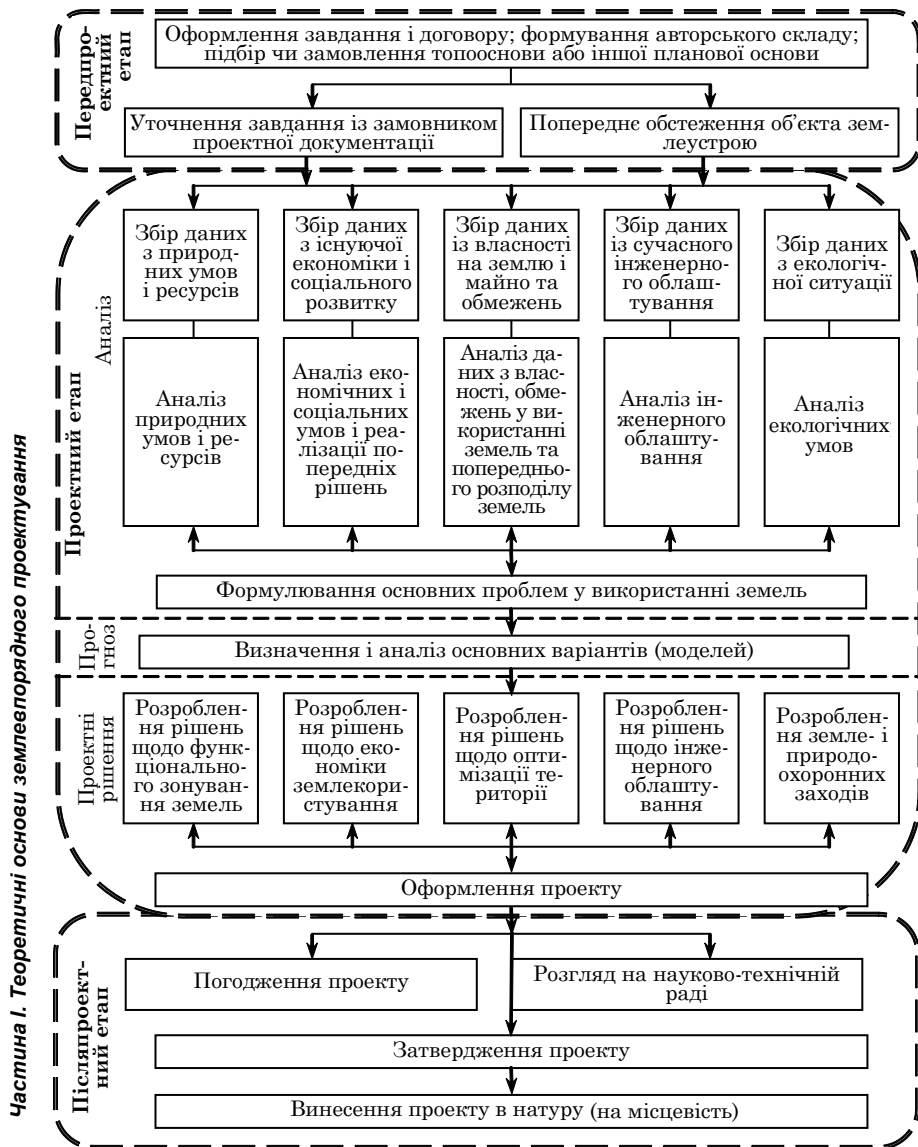 Частина І. Теоретичні основи землевпорядного проектування
Передпро-
ектний
етап
Оформлення завдання і договору; формування авторського складу;
підбір чи замовлення топооснови або іншої планової основи
Уточнення завдання із замовником
проектної документації
Попереднє обстеження об’єкта зем-
леустрою
Проектний етап
Аналіз
Збір даних
з природ-
них умов
і ресурсів
Збір даних
з існуючої
економіки і
соціального
розвитку
Збір даних
із власності
на землю і
майно та
обмежень
Збір даних
із сучасного
інженерного
облашту-
вання
Збір даних
з екологіч-
ної ситуації
Аналіз
природних
умов і ре-
сурсів
Аналіз еко-
номічних і
соціальних
умов і реа-
лізації по-
передніх
рішень
Аналіз да-
них з влас-
ності, обме-
жень у ви-
користанні
земель та
попередньо-
го розподілу
земель
Аналіз ін-
женерного
облашту-
вання
Аналіз
екологічних
умов
Формулювання основних проблем у використанні земель
Про-
гноз
Визначення і аналіз основних варіантів (моделей)
Проектні
рішення
Розроблен-
ня рішень
щодо функ-
ціонально-
го зонуван-
ня земель
Розроблен-
ня рішень
щодо еко-
номіки
землекори-
стування
Розроблен-
ня рішень
щодо опти-
мізації те-
риторії
Розроблен-
ня рішень
щодо інже-
нерного
облашту-
вання
Розроблен-
ня земле- і
природо-
охоронних
заходів
Оформлення проекту
Післяпроект-
ний етап
Погодження проекту
Розгляд на науково-технічній
раді
Затвердження проекту
Винесення проекту в натуру (на місцевість)